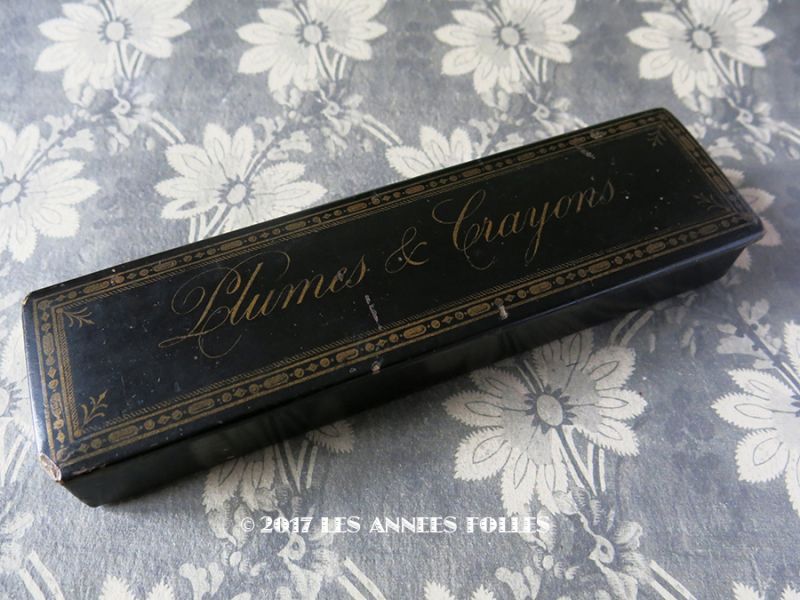 Plumes & Crayons
© 2017 LES ANNEES FOLLES